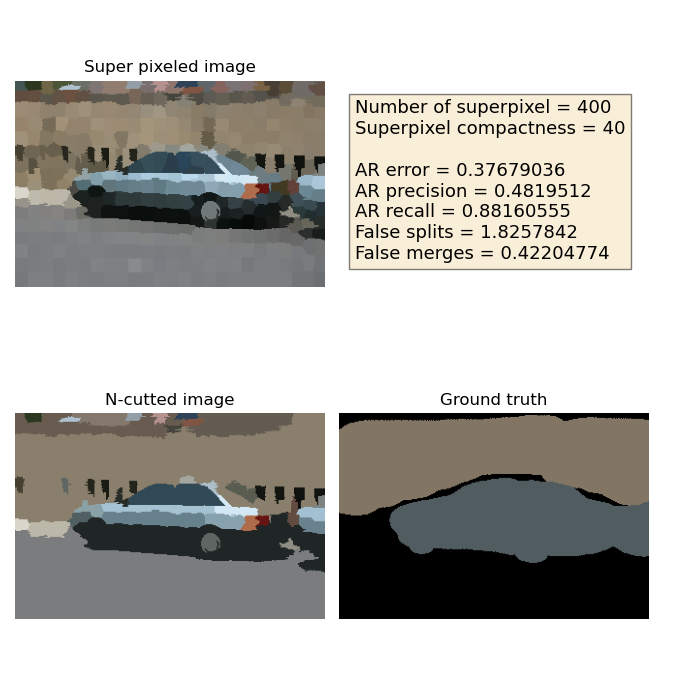 Super pixeled image
Number of superpixel = 400
Superpixel compactness = 40
AR error = 0.37679036
AR precision = 0.4819512
AR recall = 0.88160555
False splits = 1.8257842
False merges = 0.42204774
N-cutted image
Ground truth